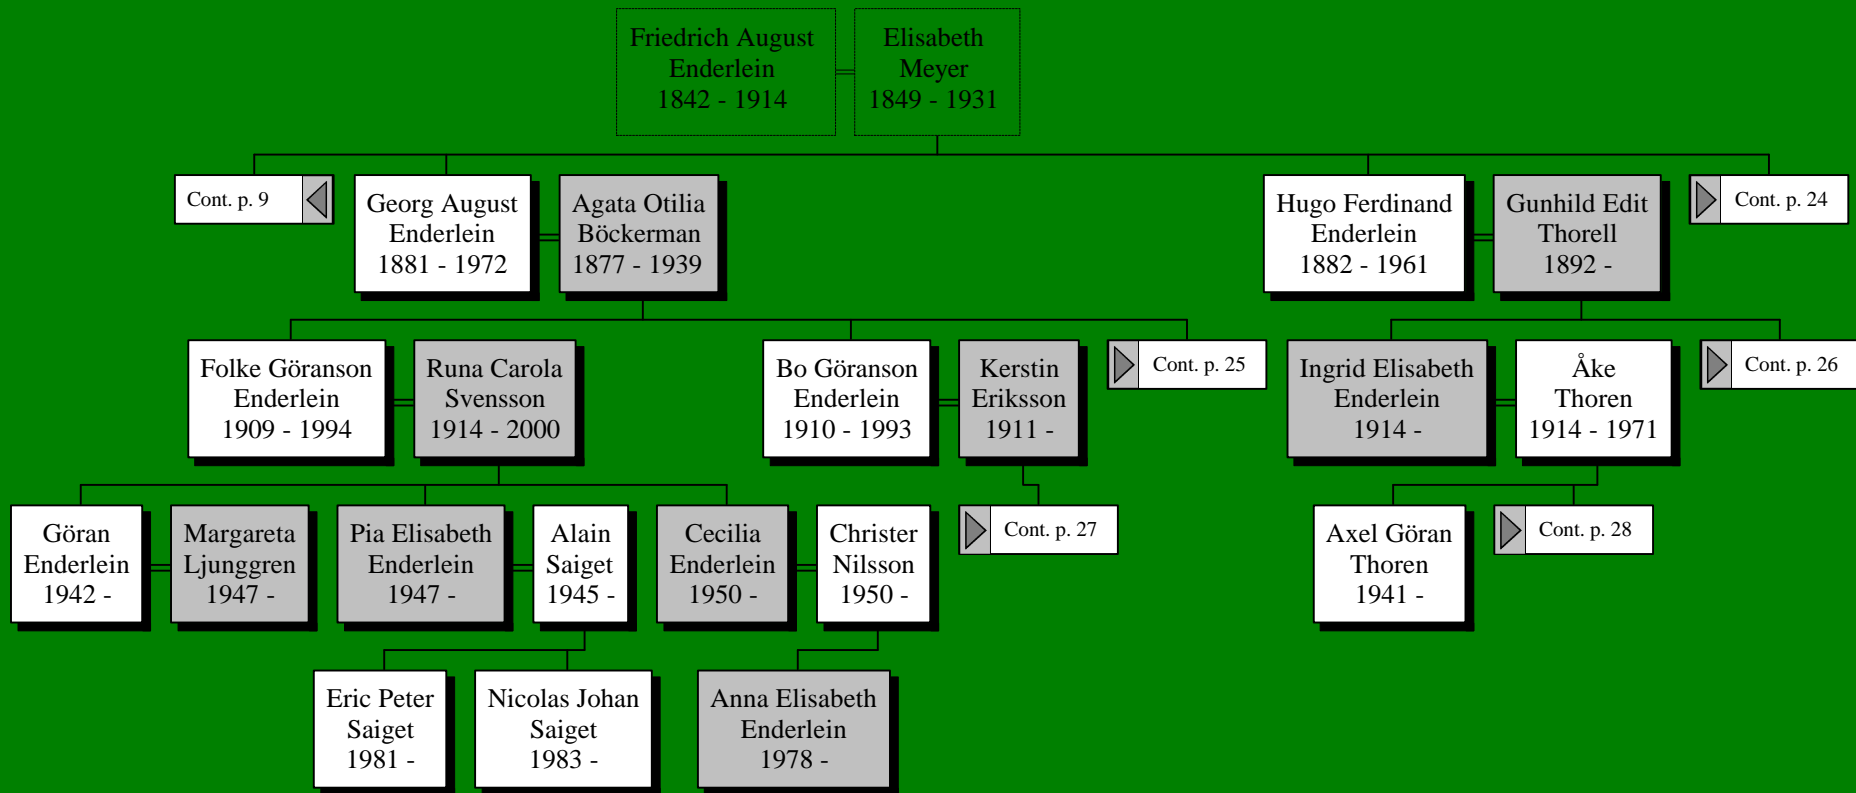 Friedrich August
Enderlein
1842 - 1914
Elisabeth
Meyer
1849 - 1931
Cont. p. 9
Georg August
Enderlein
1881 - 1972
Agata Otilia
Böckerman
1877 - 1939
Hugo Ferdinand
Enderlein
1882 - 1961
Gunhild Edit
Thorell
1892 -
Cont. p. 24
Folke Göranson
Enderlein
1909 - 1994
Runa Carola
Svensson
1914 - 2000
Bo Göranson
Enderlein
1910 - 1993
Kerstin
Eriksson
1911 -
Cont. p. 25
Ingrid Elisabeth
Enderlein
1914 -
Åke
Thoren
1914 - 1971
Cont. p. 26
Göran
Enderlein
1942 -
Margareta
Ljunggren
1947 -
Pia Elisabeth
Enderlein
1947 -
Alain
Saiget
1945 -
Cecilia
Enderlein
1950 -
Christer
Nilsson
1950 -
Cont. p. 27
Axel Göran
Thoren
1941 -
Cont. p. 28
Eric Peter
Saiget
1981 -
Nicolas Johan
Saiget
1983 -
Anna Elisabeth
Enderlein
1978 -